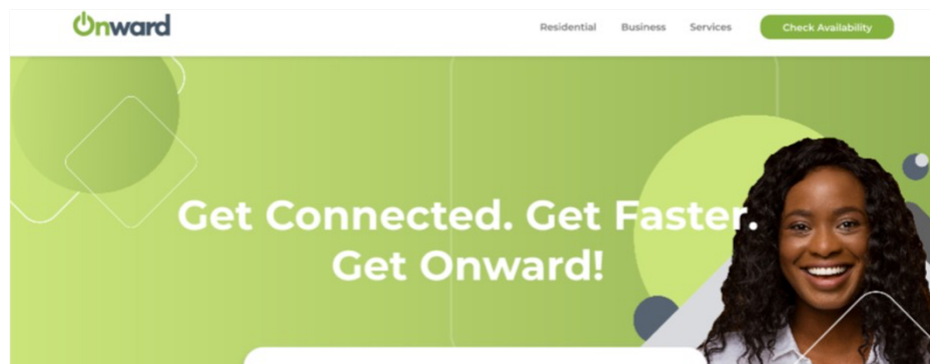 Onward
Residential Business Services Check Availability
Get Connected. Get Faster.
Get Onward!